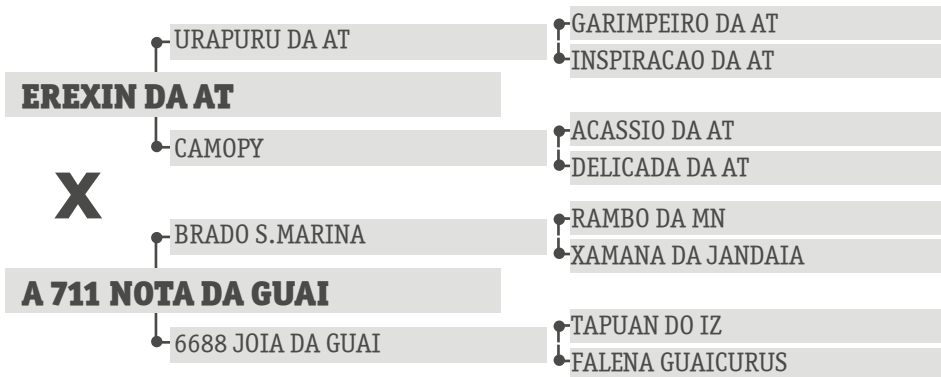 URAPURU DA AT
GARIMPEIRO DA AT
INSPIRACAO DA AT
EREXIN DA AT
CAMOPY
ACASSIO DA AT
DELICADA DA AT
X
BRADO S.MARINA
RAMBO DA MN
XAMANA DA JANDAIA
A 711 NOTA DA GUAI
6688 JOIA DA GUAI
TAPUAN DO IZ
FALENA GUAICURUS